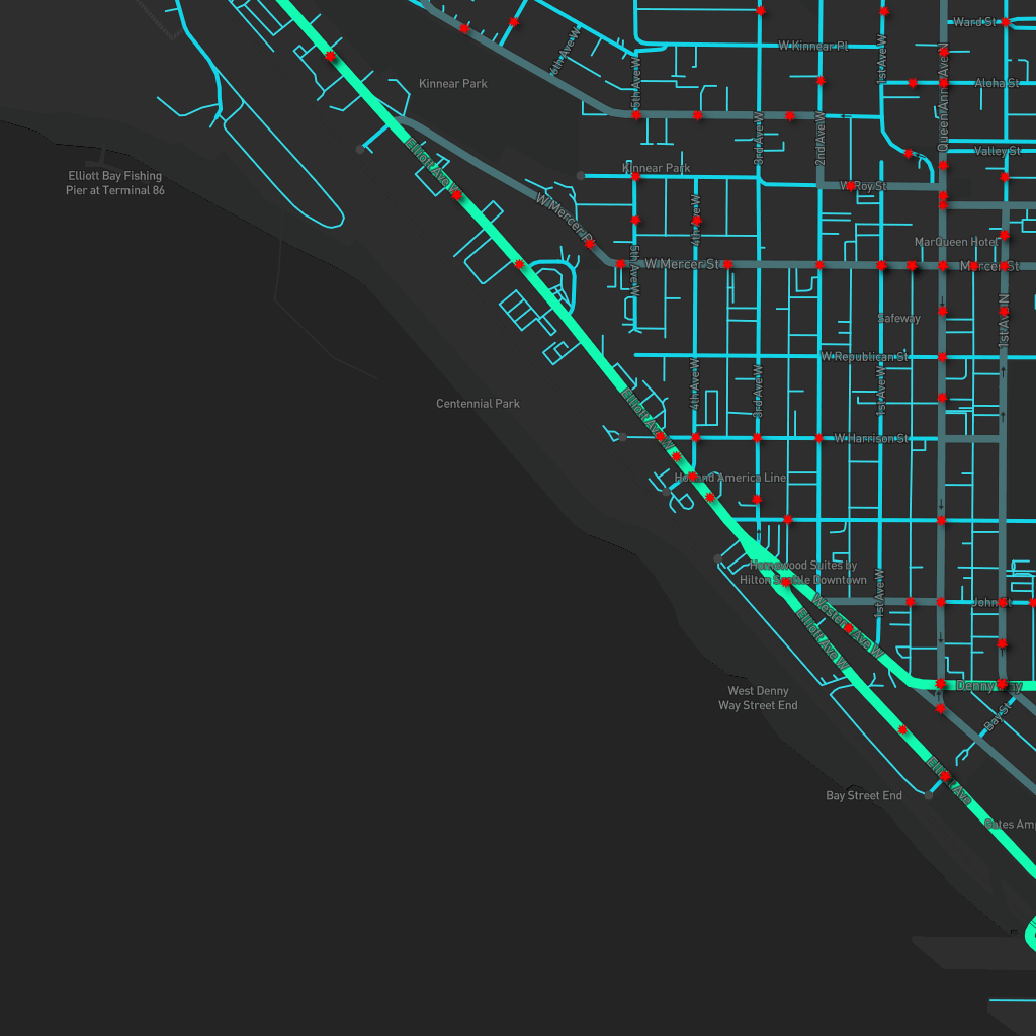 Ward St
W Kinnear Pl
6th Ave W
1st Ave W
Queen Anne Ave N
Kinnear Park
5th Ave W
Aloha St
3rd Ave W
2nd Ave W
Valley St
Elliott Ave W
Elliott Bay Fishing
Pier at Terminal 86
Kinnear Park
W Roy St
4th Ave W
W Mercer Pl
MarQueen Hotel
5th Ave W
W Mercer St
Mercer St
Safeway
1st Ave N
W Republican St
4th Ave W
3rd Ave W
1st Ave W
Centennial Park
Elliott Ave W
W Harrison St
Holland America Line
Homewood Suites by
Hilton Seattle Downtown
1st Ave W
John St
Western Ave W
Elliott Ave W
Denny Way
West Denny
Way Street End
Bay St
Elliott Ave
Bay Street End
Gates